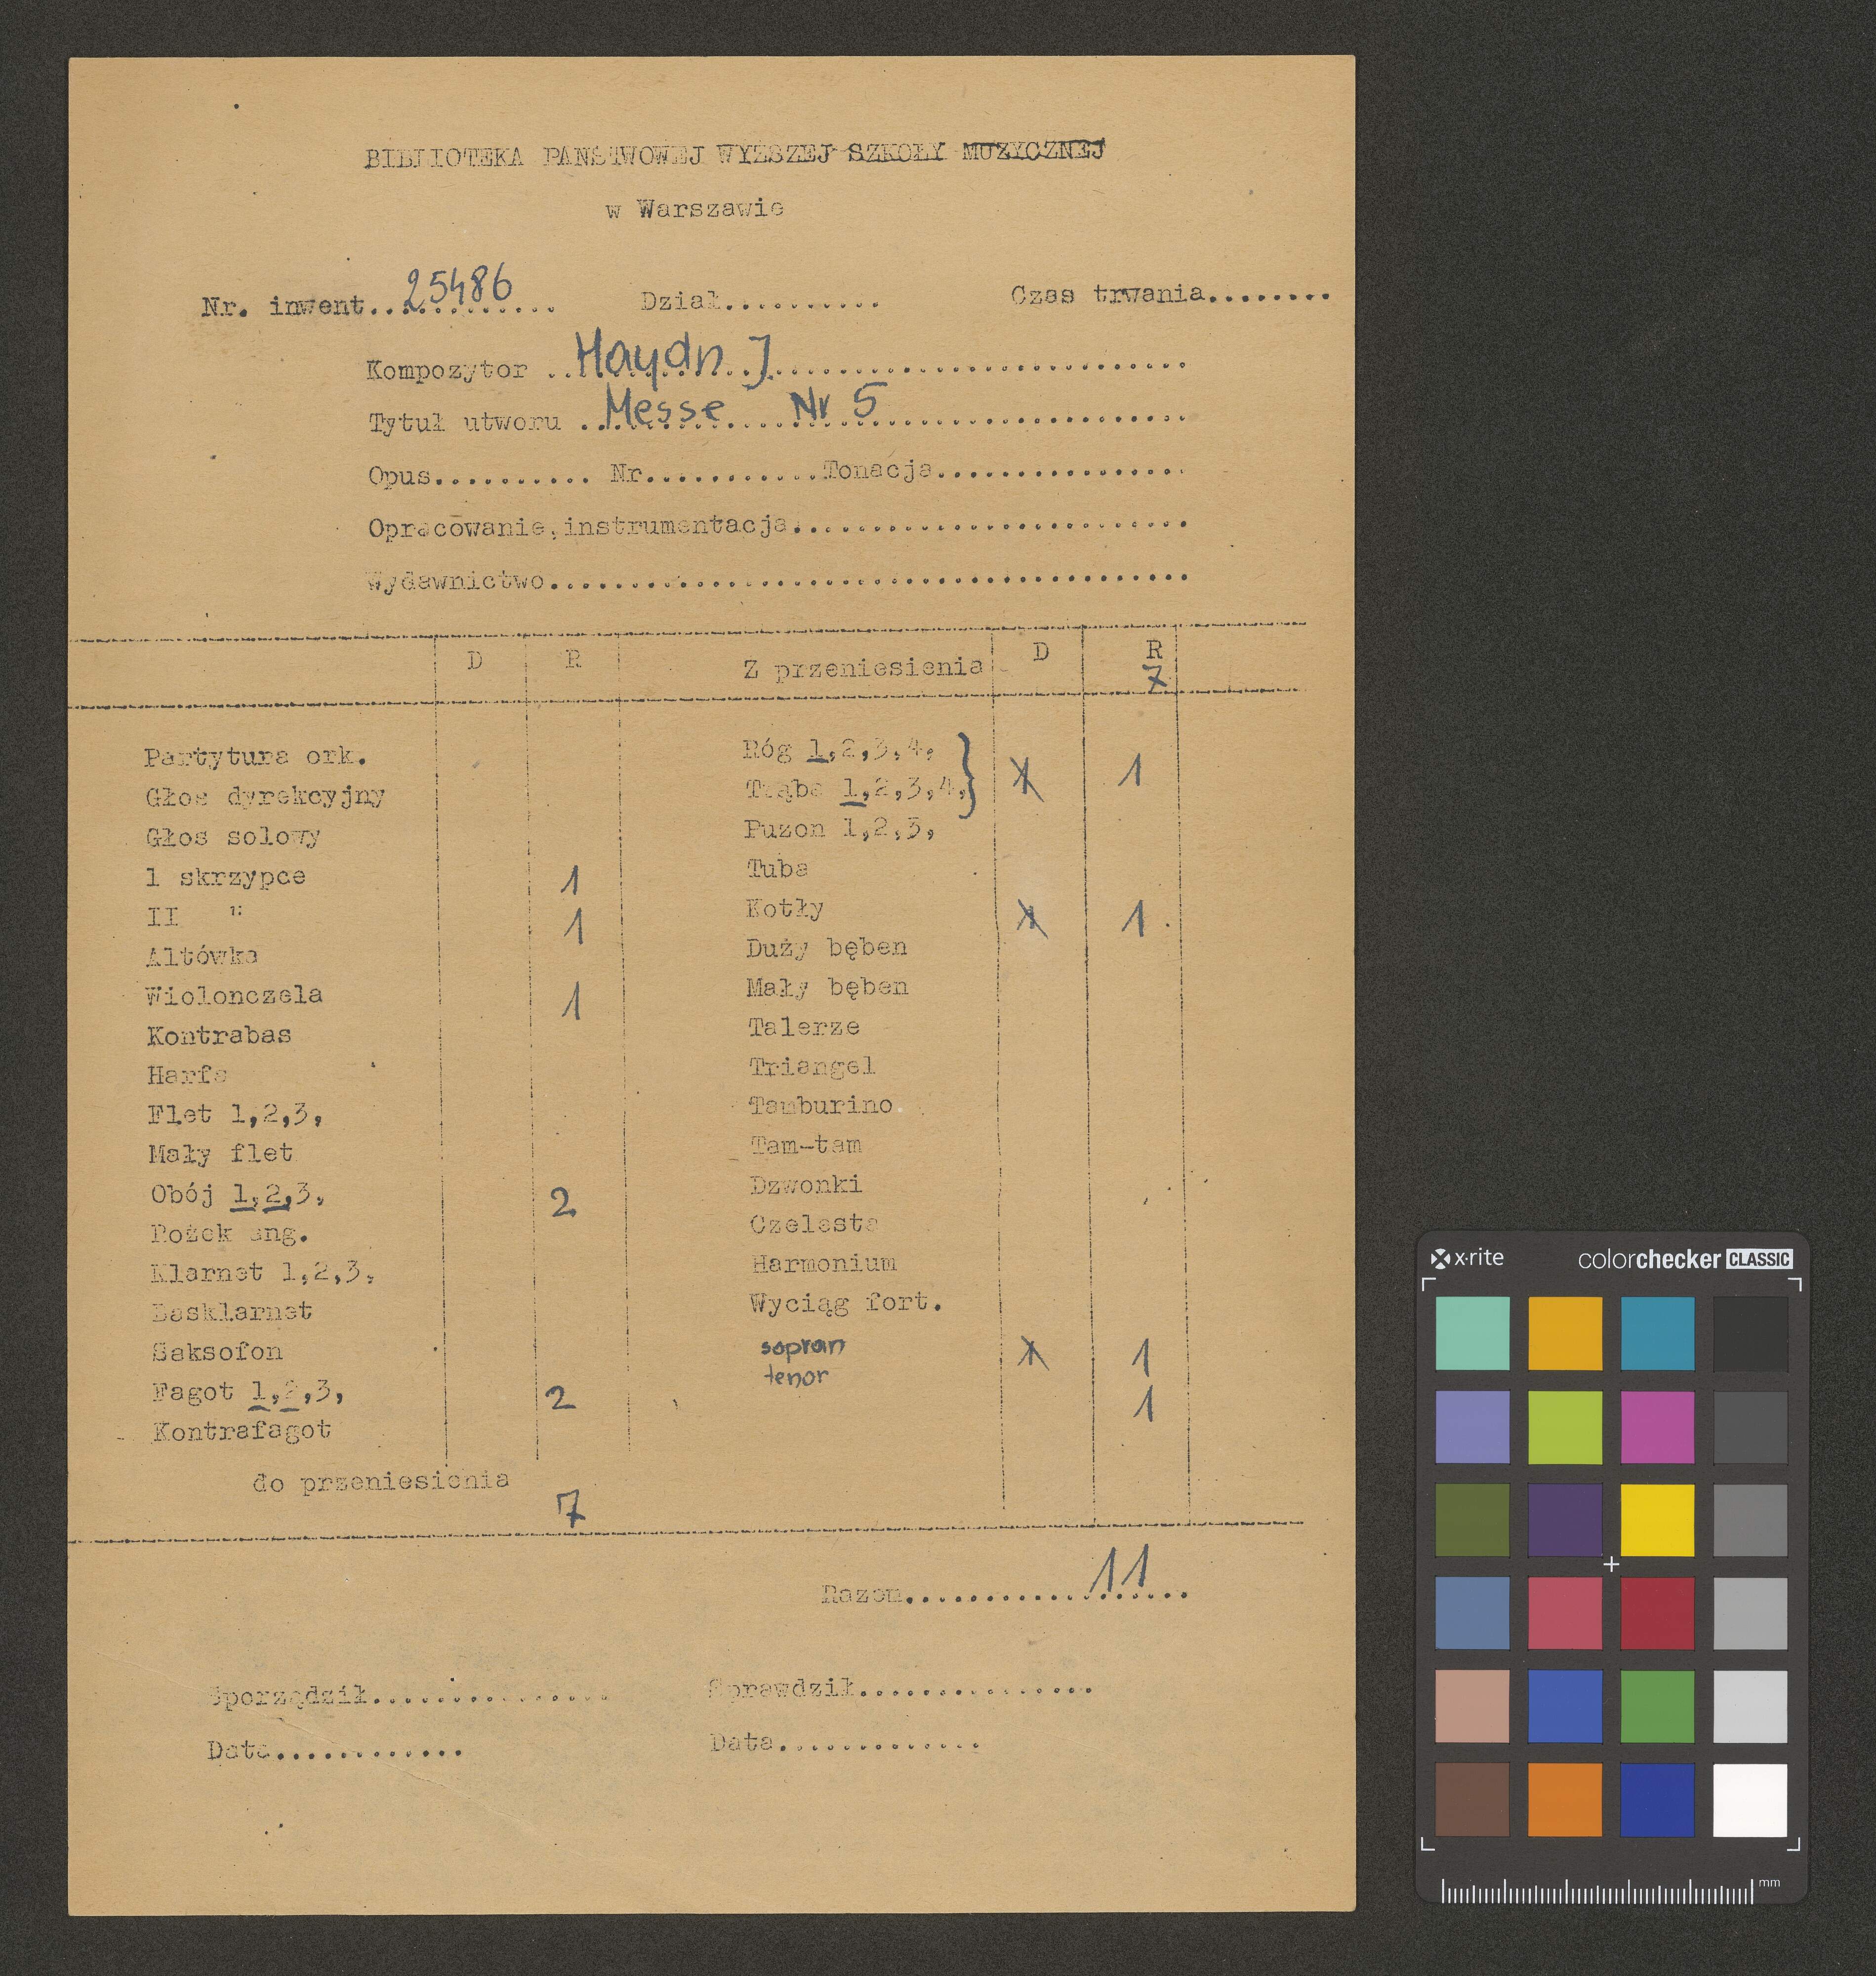 BIBLIOTEKA PAŃSTWOWEJ WYŻSZEJ SZKOŁY MUZYCZNEJ
w Warszawie
Nr. inwent..25486............ Dział........... Czas trwania........
Kompozytor ..Haydn J..........................
Tytuł utworu ..Messe Nr 5....................
Opus.......... Nr...........Tonacja................
Opracowanie,instrumentacja.........................
Wydawnictwo........................................
D R Z przeniesienia D R
7
Partytura ork.
Głos dyrekcyjny
Głos solowy
1 skrzypce 1
II " 1
Altówka
Wiolonczela 1
Kontrabas
Harfa
Flet 1,2,3,
Mały flet
Obój 1,2,3, 2
Rożek ang.
Klarnet 1,2,3,
Basklarnet
Saksofon
Fagot 1,2,3, 2
Kontrafagot
do przeniesienia
7
Róg 1,2,3,4,
Trąba 1,2,3,4, } 1 1
Puzon 1,2,3,
Tuba
Kotły 1 1
Duży bęben
Mały bęben
Talerze
Triangel
Tamburino
Tam-tam
Dzwonki
Czelesta
Harmonium
Wyciąg fort.
sopran 1 1
tenor 1
Razem..............11....
Sporządził............... Sprawdził...............
Data............ Data.............
x·rite colorchecker CLASSIC
mm